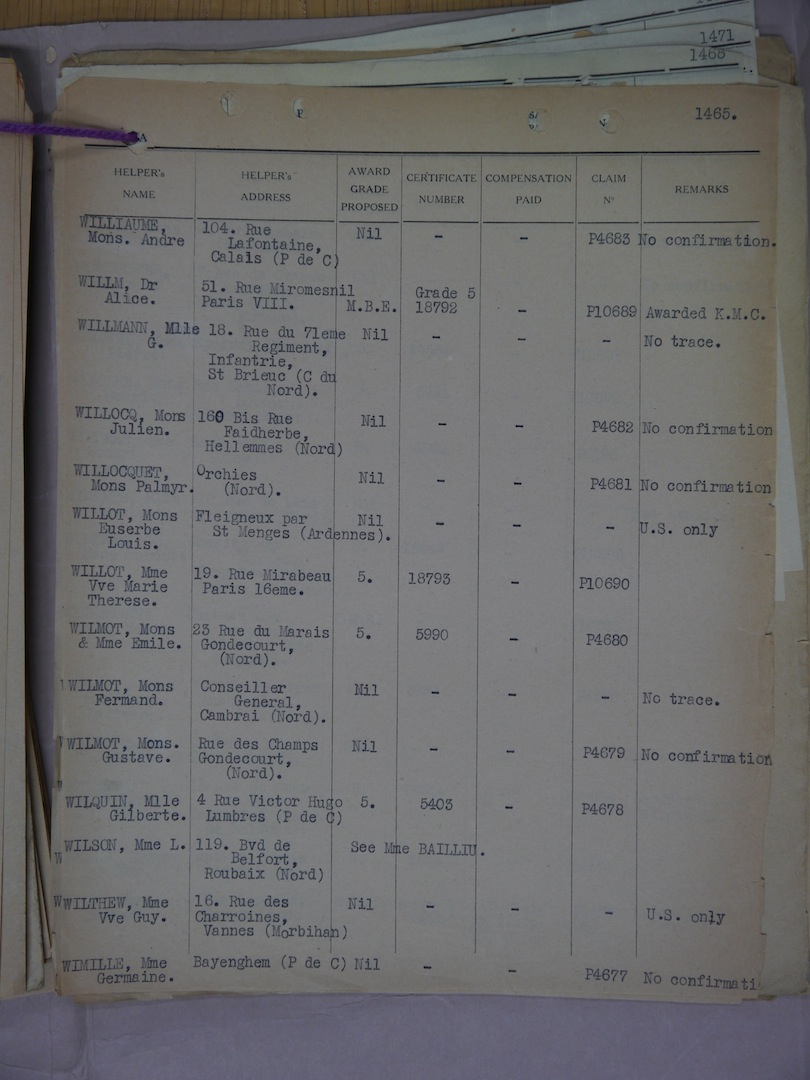 1471
1468
1465.
HELPER's NAME | HELPER's ADDRESS | AWARD GRADE PROPOSED | CERTIFICATE NUMBER | COMPENSATION PAID | CLAIM Nº | REMARKS
WILLIAUME, | 104. Rue | Nil | - | - | P4683 | No confirmation.
Mons. Andre | Lafontaine,
Calais (P de C)
WILLM, Dr | 51. Rue Miromesnil | Grade 5
Alice. | Paris VIII. | M.B.E. | 18792 | - | P10689 | Awarded K.M.C.
WILLMANN, Mlle | 18. Rue du 71eme | Nil | - | - | - | No trace.
G. | Regiment,
Infantrie,
St Brieuc (C du
Nord).
WILLOCQ, Mons | 160 Bis Rue | Nil | - | - | P4682 | No confirmation
Julien. | Faidherbe,
Hellemmes (Nord)
WILLOCQUET, | Orchies | Nil | - | - | P4681 | No confirmation
Mons Palmyr. | (Nord).
WILLOT, Mons | Fleigneux par | Nil | - | - | - | U.S. only
Euserbe | St Menges (Ardennes).
Louis.
WILLOT, Mme | 19. Rue Mirabeau | 5. | 18793 | - | P10690
Vve Marie | Paris 16eme.
Therese.
WILMOT, Mons | 23 Rue du Marais | 5. | 5990 | - | P4680
& Mme Emile. | Gondecourt,
(Nord).
WILMOT, Mons | Conseiller | Nil | - | - | - | No trace.
Fermand. | General,
Cambrai (Nord).
WILMOT, Mons. | Rue des Champs | Nil | - | - | P4679 | No confirmation
Gustave. | Gondecourt,
(Nord).
WILQUIN, Mlle | 4 Rue Victor Hugo | 5. | 5403 | - | P4678
Gilberte. | Lumbres (P de C)
WILSON, Mme L. | 119. Bvd de | See Mme BAILLIU.
Belfort,
Roubaix (Nord)
WILTHEW, Mme | 16. Rue des | Nil | - | - | - | U.S. only
Vve Guy. | Charroines,
Vannes (Morbihan)
WIMILLE, Mme | Bayenghem (P de C) | Nil | - | - | P4677 | No confirmati
Germaine.